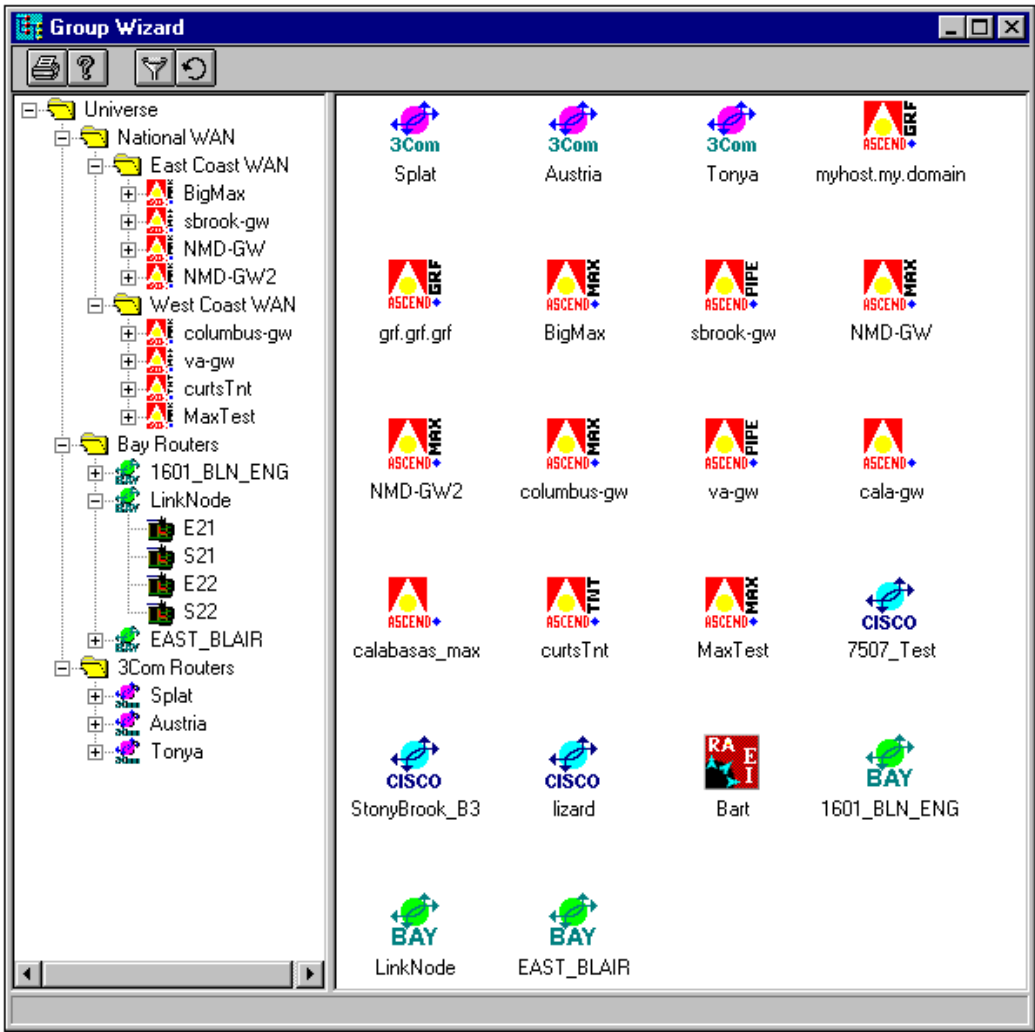 Group Wizard
Universe
National WAN
East Coast WAN
BigMax
sbrook-gw
NMD-GW
NMD-GW2
West Coast WAN
columbus-gw
va-gw
curtsTnt
MaxTest
Bay Routers
1601_BLN_ENG
LinkNode
E21
S21
E22
S22
EAST_BLAIR
3Com Routers
Splat
Austria
Tonya
3Com
Splat
3Com
Austria
3Com
Tonya
ASCEND GRF
myhost.my.domain
ASCEND GRF
grf.grf.grf
ASCEND MAX
BigMax
ASCEND PIPE
sbrook-gw
ASCEND MAX
NMD-GW
ASCEND MAX
NMD-GW2
ASCEND MAX
columbus-gw
ASCEND PIPE
va-gw
ASCEND
cala-gw
ASCEND
calabasas_max
ASCEND TNT
curtsTnt
ASCEND MAX
MaxTest
CISCO
7507_Test
CISCO
StonyBrook_B3
CISCO
lizard
RA EI
Bart
BAY
1601_BLN_ENG
BAY
LinkNode
BAY
EAST_BLAIR